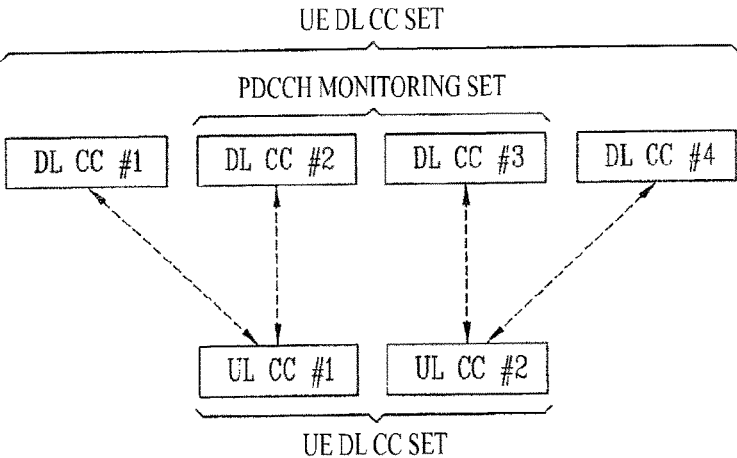 UE DL CC SET
PDCCH MONITORING SET
DL CC #1 DL CC #2 DL CC #3 DL CC #4
UL CC #1 UL CC #2
UE DL CC SET